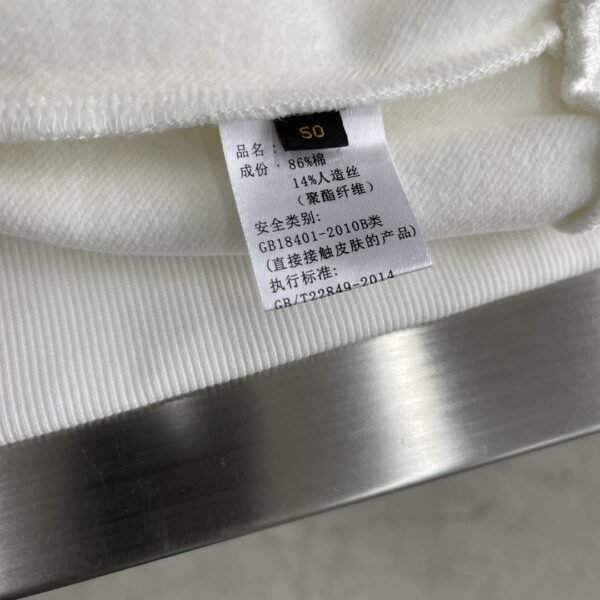 50
品名：
成份：86%棉
14%人造丝
（聚酯纤维）
安全类别:
GB18401-2010B类
(直接接触皮肤的产品)
执行标准:
GB/T22849-2014